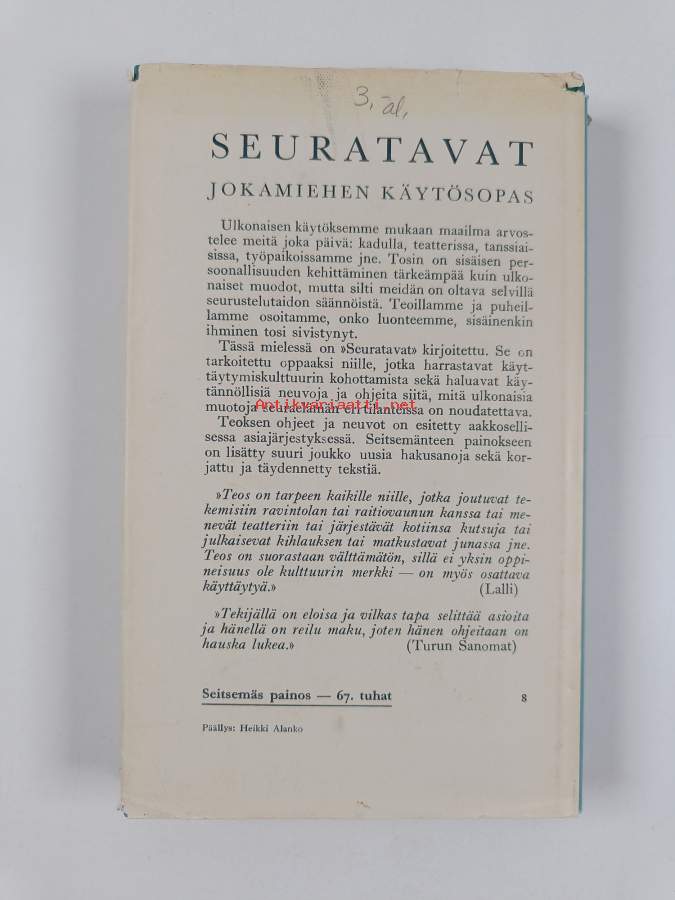 3,-al,
SEURATAVAT
JOKAMIEHEN KÄYTÖSOPAS
Ulkonaisen käytöksemme mukaan maailma arvos-
telee meitä joka päivä: kadulla, teatterissa, tanssiai-
sissa, työpaikoissamme jne. Tosin on sisäisen per-
soonallisuuden kehittäminen tärkeämpää kuin ulko-
naiset muodot, mutta silti meidän on oltava selvillä
seurustelutaidon säännöistä. Teoillamme ja puheil-
lamme osoitamme, onko luonteemme, sisäinenkin
ihminen tosi sivistynyt.
Tässä mielessä on »Seuratavat» kirjoitettu. Se on
tarkoitettu oppaaksi niille, jotka harrastavat käyt-
täytymiskulttuurin kohottamista sekä haluavat käy-
tännöllisiä neuvoja ja ohjeita siitä, mitä ulkonaisia
muotoja seuraelämän eri tilanteissa on noudatettava.
Antikvariaatti.net
Teoksen ohjeet ja neuvot on esitetty aakkoselli-
sessa asiajärjestyksessä. Seitsemänteen painokseen
on lisätty suuri joukko uusia hakusanoja sekä kor-
jattu ja täydennetty tekstiä.
»Teos on tarpeen kaikille niille, jotka joutuvat te-
kemisiin ravintolan tai raitiovaunun kanssa tai me-
nevät teatteriin tai järjestävät kotiinsa kutsuja tai
julkaisevat kihlauksen tai matkustavat junassa jne.
Teos on suorastaan välttämätön, sillä ei yksin oppi-
neisuus ole kulttuurin merkki — on myös osattava
käyttäytyä.» (Lalli)
»Tekijällä on eloisa ja vilkas tapa selittää asioita
ja hänellä on reilu maku, joten hänen ohjeitaan on
hauska lukea.» (Turun Sanomat)
Seitsemäs painos — 67. tuhat 8
Päällys: Heikki Alanko